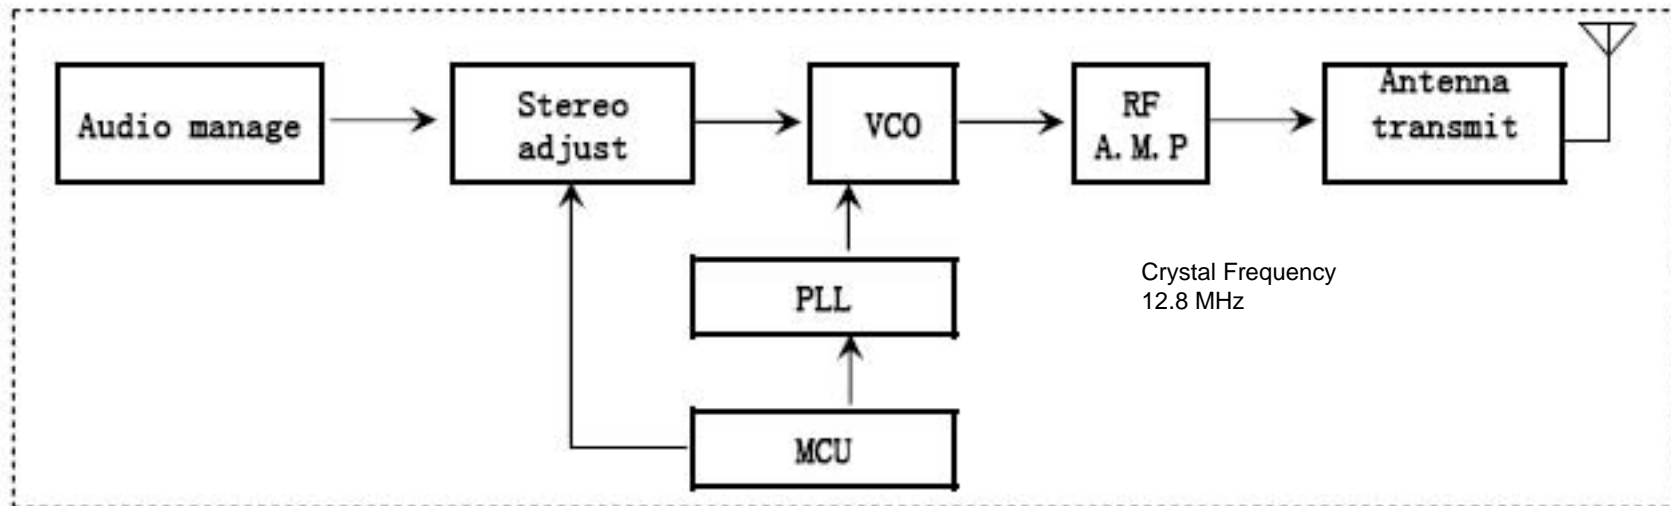 Audio manage
Stereo
adjust
VCO
RF
A.M.P
Antenna
transmit
PLL
Crystal Frequency
12.8 MHz
MCU